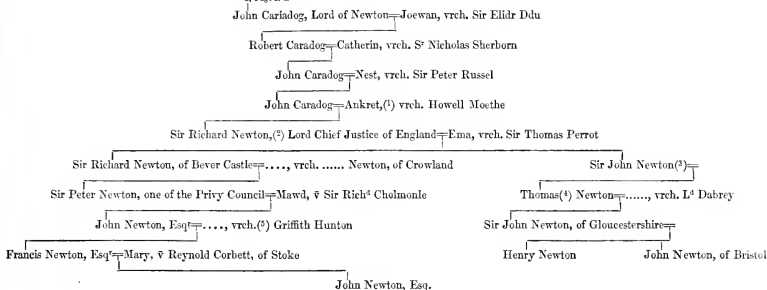 John Cariadog, Lord of Newton=Joewan, vrch. Sir Elidr Ddu
Robert Caradog=Catherin, vrch. Sʳ Nicholas Sherborn
John Caradog=Nest, vrch. Sir Peter Russel
John Caradog=Ankret,(¹) vrch. Howell Moethe
Sir Richard Newton,(²) Lord Chief Justice of England=Ema, vrch. Sir Thomas Perrot
Sir Richard Newton, of Bever Castle=...., vrch. ...... Newton, of Crowland Sir John Newton(³)=
Sir Peter Newton, one of the Privy Council=Mawd, v̄ Sir Richᵈ Cholmonle Thomas(⁴) Newton=......, vrch. Lᵈ Dabrey
John Newton, Esqʳ=...., vrch.(⁵) Griffith Hunton Sir John Newton, of Gloucestershire=
Francis Newton, Esqʳ=Mary, v̄ Reynold Corbett, of Stoke Henry Newton John Newton, of Bristol
John Newton, Esq.